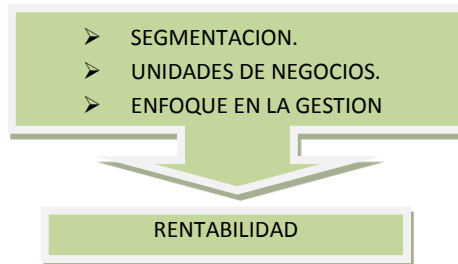 ➢ SEGMENTACION.
➢ UNIDADES DE NEGOCIOS.
➢ ENFOQUE EN LA GESTION
RENTABILIDAD